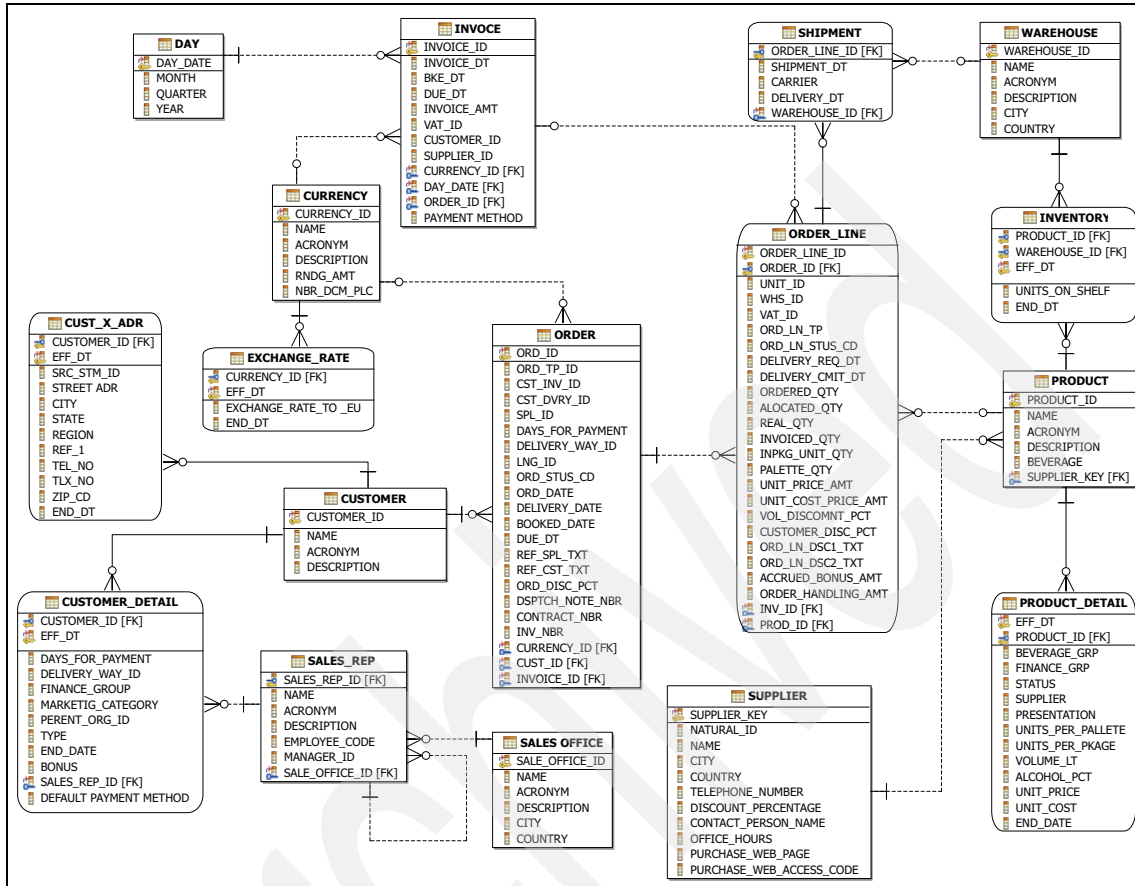 DAY
DAY_DATE
MONTH
QUARTER
YEAR
INVOCE
INVOICE_ID
INVOICE_DT
BKE_DT
DUE_DT
INVOICE_AMT
VAT_ID
CUSTOMER_ID
SUPPLIER_ID
CURRENCY_ID [FK]
DAY_DATE [FK]
ORDER_ID [FK]
PAYMENT METHOD
SHIPMENT
ORDER_LINE_ID [FK]
SHIPMENT_DT
CARRIER
DELIVERY_DT
WAREHOUSE_ID [FK]
WAREHOUSE
WAREHOUSE_ID
NAME
ACRONYM
DESCRIPTION
CITY
COUNTRY
CURRENCY
CURRENCY_ID
NAME
ACRONYM
DESCRIPTION
RNDG_AMT
NBR_DCM_PLC
ORDER_LINE
ORDER_LINE_ID
ORDER_ID [FK]
UNIT_ID
WHS_ID
VAT_ID
ORD_LN_TP
ORD_LN_STUS_CD
DELIVERY_REQ_DT
DELIVERY_CMIT_DT
ORDERED_QTY
ALOCATED_QTY
REAL_QTY
INVOICED_QTY
INPKG_UNIT_QTY
PALETTE_QTY
UNIT_PRICE_AMT
UNIT_COST_PRICE_AMT
VOL_DISCOMNT_PCT
CUSTOMER_DISC_PCT
ORD_LN_DSC1_TXT
ORD_LN_DSC2_TXT
ACCRUED_BONUS_AMT
ORDER_HANDLING_AMT
INV_ID [FK]
PROD_ID [FK]
INVENTORY
PRODUCT_ID [FK]
WAREHOUSE_ID [FK]
EFF_DT
UNITS_ON_SHELF
END_DT
CUST_X_ADR
CUSTOMER_ID [FK]
EFF_DT
SRC_STM_ID
STREET ADR
CITY
STATE
REGION
REF_1
TEL_NO
TLX_NO
ZIP_CD
END_DT
EXCHANGE_RATE
CURRENCY_ID [FK]
EFF_DT
EXCHANGE_RATE_TO _EU
END_DT
ORDER
ORD_ID
ORD_TP_ID
CST_INV_ID
CST_DVRY_ID
SPL_ID
DAYS_FOR_PAYMENT
DELIVERY_WAY_ID
LNG_ID
ORD_STUS_CD
ORD_DATE
DELIVERY_DATE
BOOKED_DATE
DUE_DT
REF_SPL_TXT
REF_CST_TXT
ORD_DISC_PCT
DSPTCH_NOTE_NBR
CONTRACT_NBR
INV_NBR
CURRENCY_ID [FK]
CUST_ID [FK]
INVOICE_ID [FK]
PRODUCT
PRODUCT_ID
NAME
ACRONYM
DESCRIPTION
BEVERAGE
SUPPLIER_KEY [FK]
CUSTOMER
CUSTOMER_ID
NAME
ACRONYM
DESCRIPTION
CUSTOMER_DETAIL
CUSTOMER_ID [FK]
EFF_DT
DAYS_FOR_PAYMENT
DELIVERY_WAY_ID
FINANCE_GROUP
MARKETIG_CATEGORY
PERENT_ORG_ID
TYPE
END_DATE
BONUS
SALES_REP_ID [FK]
DEFAULT PAYMENT METHOD
SALES_REP
SALES_REP_ID [FK]
NAME
ACRONYM
DESCRIPTION
EMPLOYEE_CODE
MANAGER_ID
SALE_OFFICE_ID [FK]
SALES OFFICE
SALE_OFFICE_ID
NAME
ACRONYM
DESCRIPTION
CITY
COUNTRY
SUPPLIER
SUPPLIER_KEY
NATURAL_ID
NAME
CITY
COUNTRY
TELEPHONE_NUMBER
DISCOUNT_PERCENTAGE
CONTACT_PERSON_NAME
OFFICE_HOURS
PURCHASE_WEB_PAGE
PURCHASE_WEB_ACCESS_CODE
PRODUCT_DETAIL
EFF_DT
PRODUCT_ID [FK]
BEVERAGE_GRP
FINANCE_GRP
STATUS
SUPPLIER
PRESENTATION
UNITS_PER_PALLETE
UNITS_PER_PKAGE
VOLUME_LT
ALCOHOL_PCT
UNIT_PRICE
UNIT_COST
END_DATE